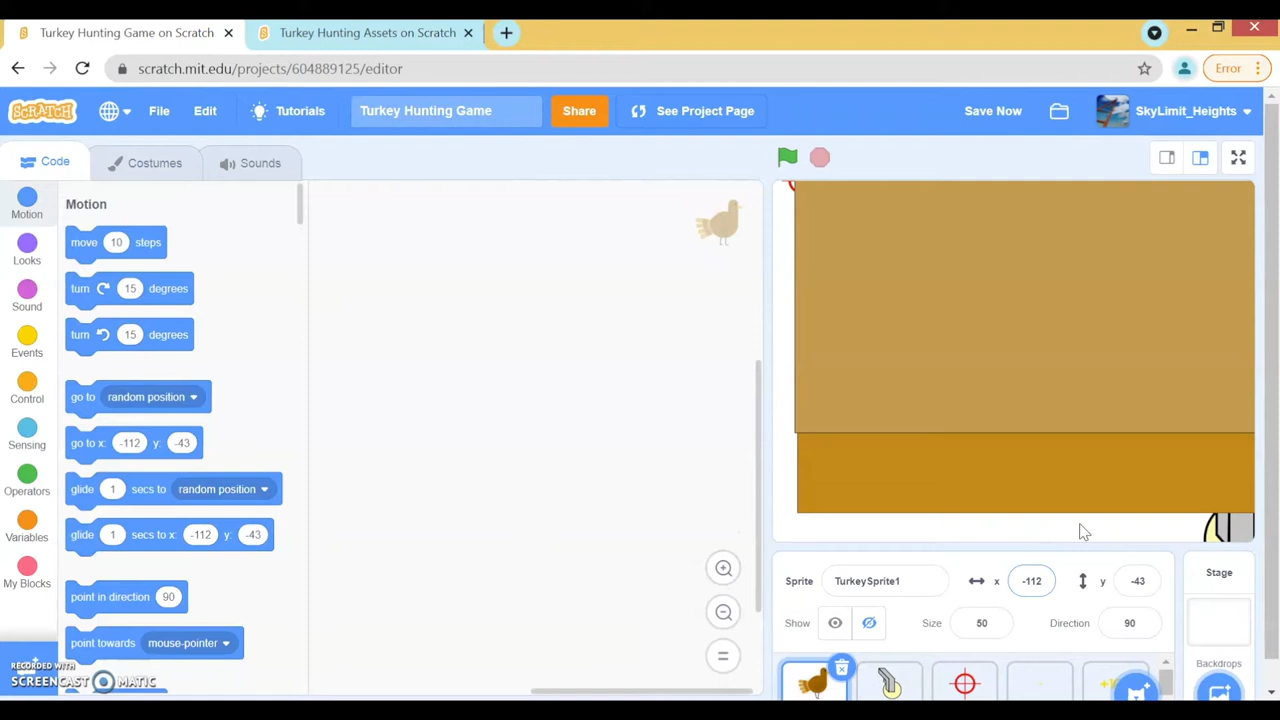 Turkey Hunting Game on Scratch
Turkey Hunting Assets on Scratch
scratch.mit.edu/projects/604889125/editor
Error
SCRATCH
File
Edit
Tutorials
Turkey Hunting Game
Share
See Project Page
Save Now
SkyLimit_Heights
Code
Costumes
Sounds
Motion
Looks
Sound
Events
Control
Sensing
Operators
Variables
My Blocks
Motion
move 10 steps
turn 15 degrees
turn 15 degrees
go to random position
go to x: -112 y: -43
glide 1 secs to random position
glide 1 secs to x: -112 y: -43
point in direction 90
point towards mouse-pointer
Sprite TurkeySprite1 x -112 y -43
Show Size 50 Direction 90
Stage
Backdrops
RECORDED WITH
SCREENCAST MATIC